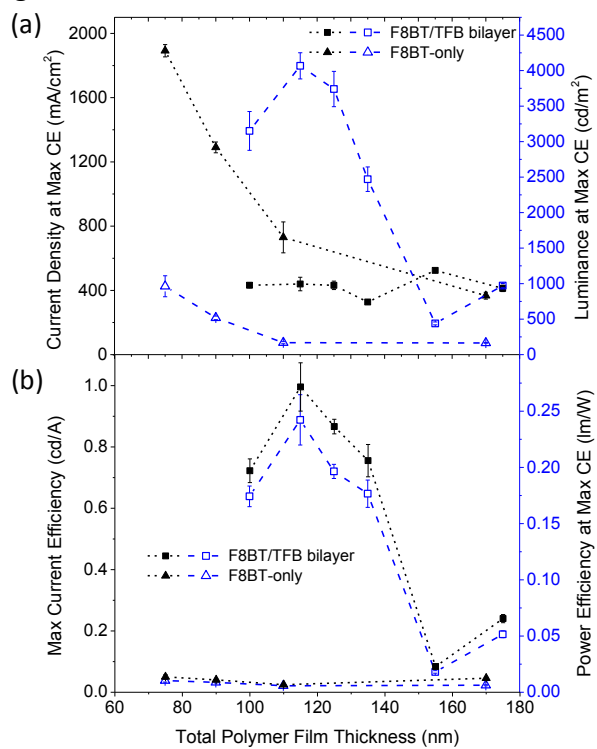 (a)
F8BT/TFB bilayer
F8BT-only
2000
1600
1200
800
400
0
Current Density at Max CE (mA/cm²)
4500
4000
3500
3000
2500
2000
1500
1000
500
0
Luminance at Max CE (cd/m²)
(b)
1.0
0.8
0.6
0.4
0.2
0.0
Max Current Efficiency (cd/A)
F8BT/TFB bilayer
F8BT-only
0.25
0.20
0.15
0.10
0.05
0.00
Power Efficiency at Max CE (lm/W)
60 80 100 120 140 160 180
Total Polymer Film Thickness (nm)